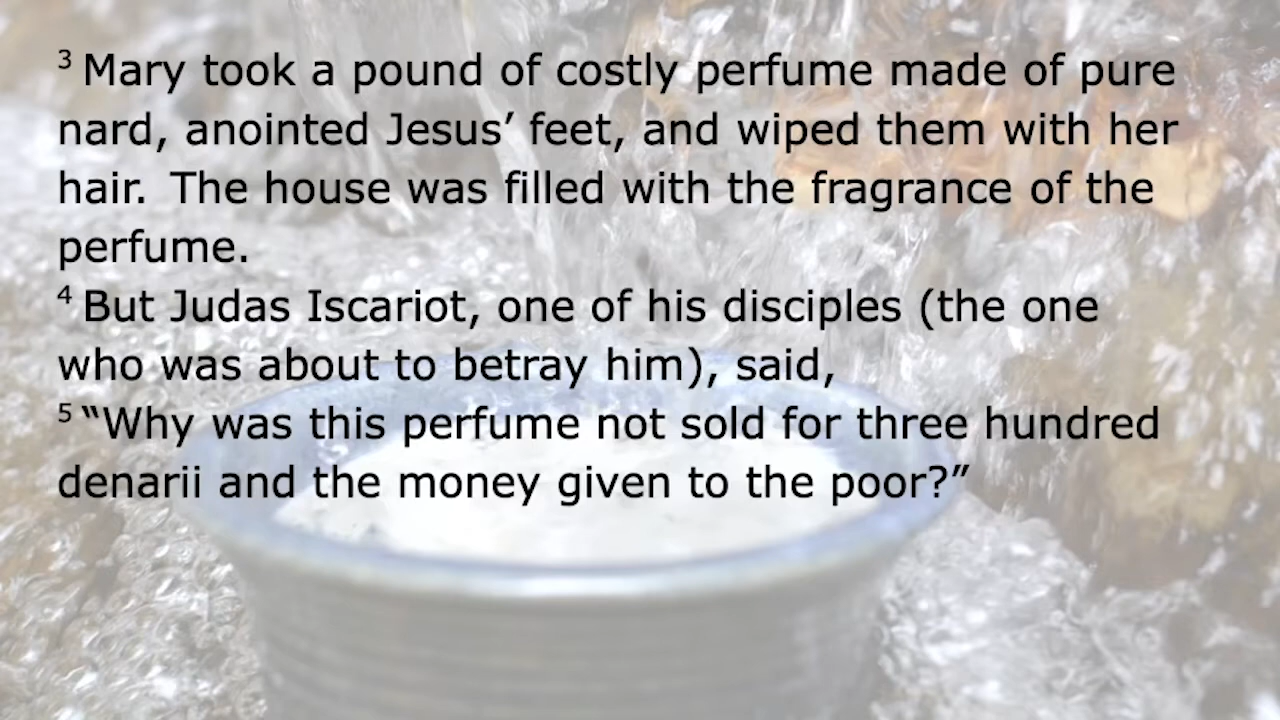 3 Mary took a pound of costly perfume made of pure
nard, anointed Jesus’ feet, and wiped them with her
hair. The house was filled with the fragrance of the
perfume.
4 But Judas Iscariot, one of his disciples (the one
who was about to betray him), said,
5 “Why was this perfume not sold for three hundred
denarii and the money given to the poor?”